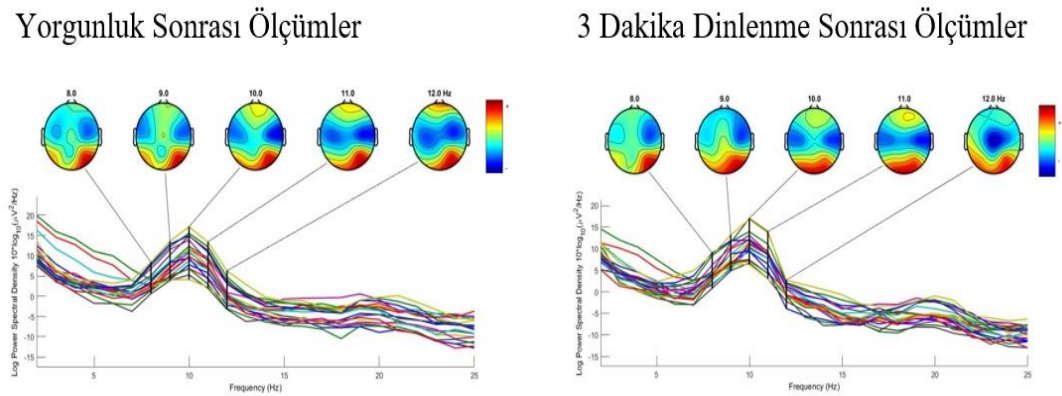 Yorgunluk Sonrası Ölçümler
8.0 9.0 10.0 11.0 12.0 Hz
+
-
Log Power Spectral Density 10*log10(μV²/Hz)
20
15
10
5
0
-5
-10
-15
5 10 15 20 25
Frequency (Hz)
3 Dakika Dinlenme Sonrası Ölçümler
8.0 9.0 10.0 11.0 12.0 Hz
+
-
Log Power Spectral Density 10*log10(μV²/Hz)
20
15
10
5
0
-5
-10
-15
5 10 15 20 25
Frequency (Hz)